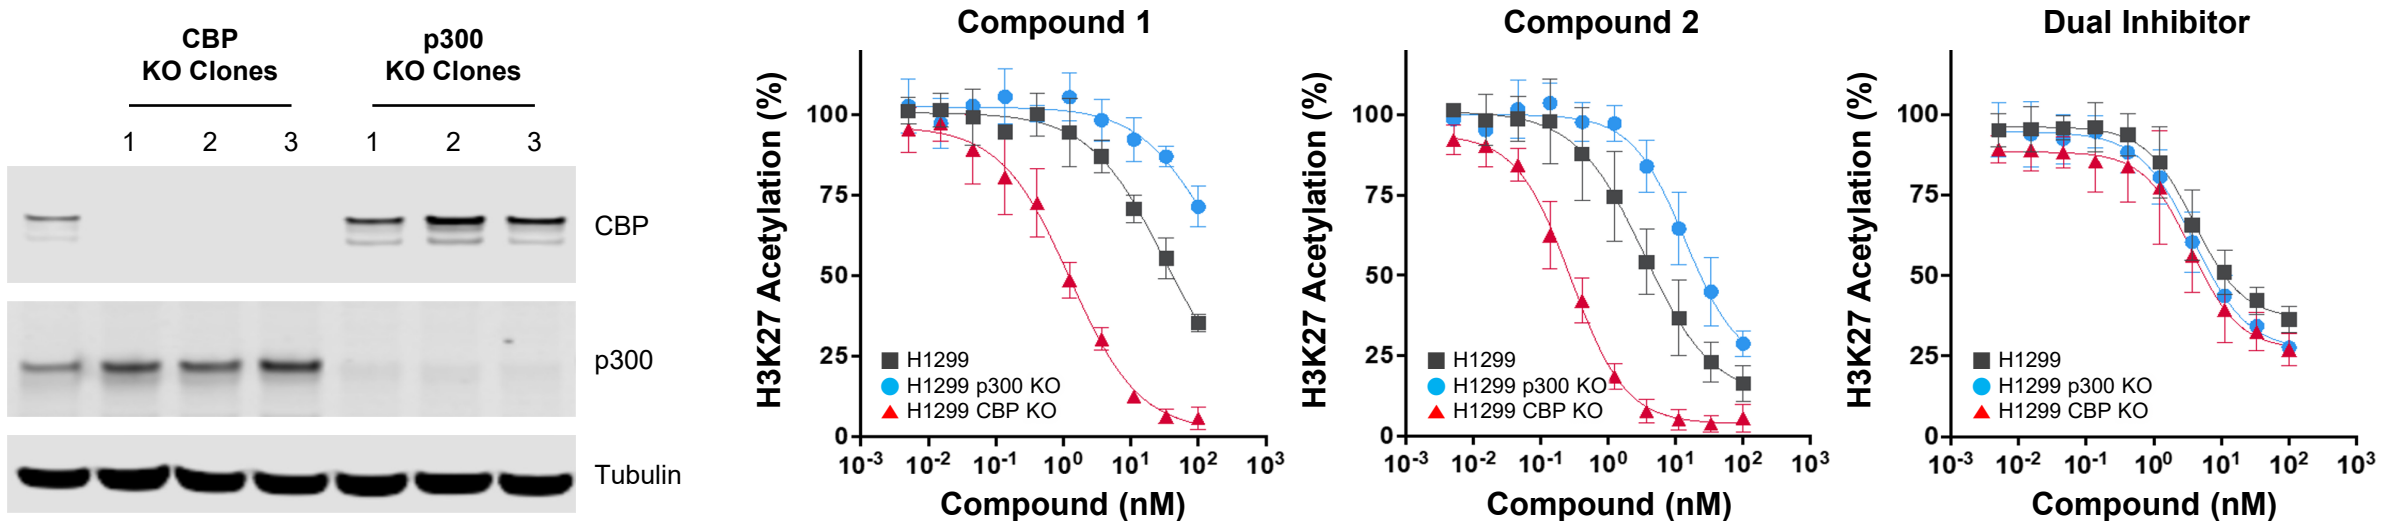 CBP
KO Clones
p300
KO Clones
1 2 3 1 2 3
CBP
p300
Tubulin
Compound 1
H3K27 Acetylation (%)
100
75
50
25
0
H1299
H1299 p300 KO
H1299 CBP KO
10-3 10-2 10-1 100 101 102 103
Compound (nM)
Compound 2
H3K27 Acetylation (%)
100
75
50
25
0
H1299
H1299 p300 KO
H1299 CBP KO
10-3 10-2 10-1 100 101 102 103
Compound (nM)
Dual Inhibitor
H3K27 Acetylation (%)
100
75
50
25
0
H1299
H1299 p300 KO
H1299 CBP KO
10-3 10-2 10-1 100 101 102 103
Compound (nM)